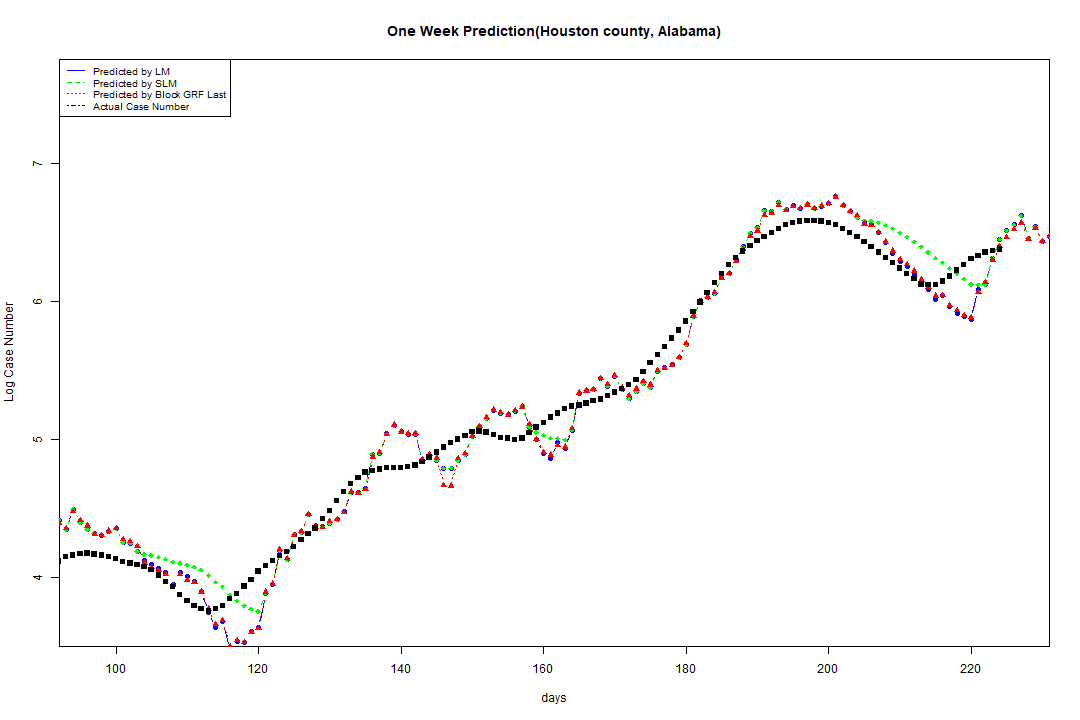 One Week Prediction(Houston county, Alabama)
Predicted by LM
Predicted by SLM
Predicted by Block GRF Last
Actual Case Number
7
6
5
4
Log Case Number
100 120 140 160 180 200 220
days